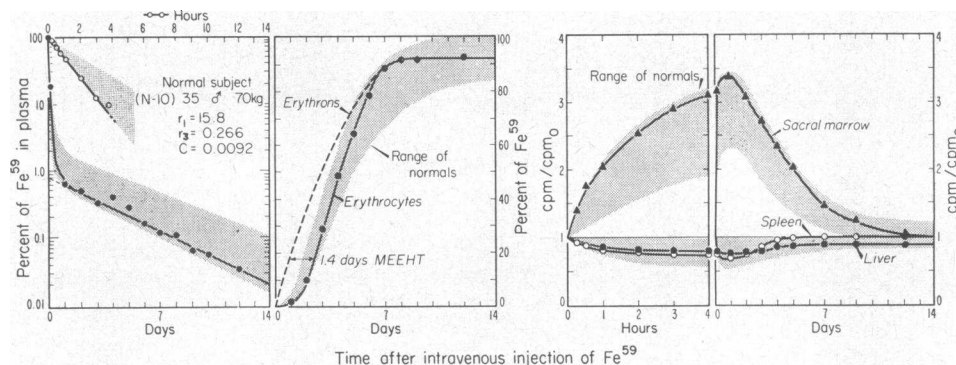 Hours
0 2 4 6 8 10 12 14
100
10
1.0
0.1
0.01
Percent of Fe59 in plasma
Normal subject
(N-10) 35 ♂ 70kg
r1 = 15.8
r3 = 0.266
C = 0.0092
0 7 14
Days
Erythrons
Range of
normals
Erythrocytes
1.4 days MEEHT
100
80
60
40
20
0
Percent of Fe59
7 14
Days
4
3
2
1
0
cpm/cpm0
Range of normals
Sacral marrow
Spleen
Liver
0 1 2 3 4
Hours
0 7 14
Days
4
3
2
1
0
cpm/cpm0
Time after intravenous injection of Fe59